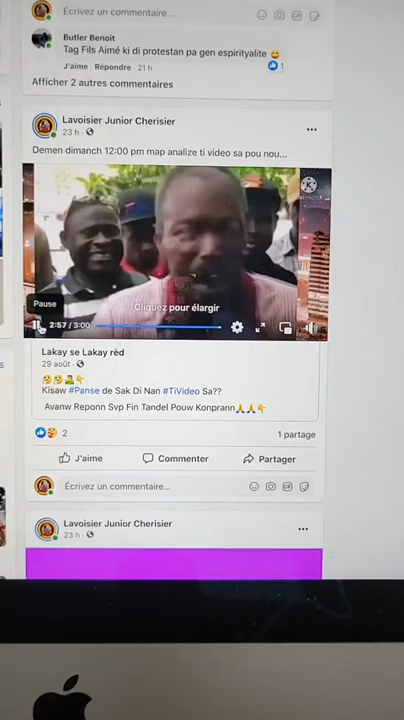 Écrivez un commentaire...
Butler Benoit
Tag Fils Aimé ki di protestan pa gen espiryalite 😄
J'aime · Répondre · 21 h
1
Afficher 2 autres commentaires
Lavoisier Junior Cherisier
23 h ·
Demen dimanch 12:00 pm map analize ti video sa pou nou...
Pause
Cliquez pour élargir
2:57 / 3:00
Lakay se Lakay rèd
29 août ·
Kisaw #Panse de Sak Di Nan #TiVideo Sa??
Avanw Reponn Svp Fin Tandel Pouw Konprann🙏🙏👇
2
1 partage
J'aime
Commenter
Partager
Écrivez un commentaire...
GIF
Lavoisier Junior Cherisier
23 h ·